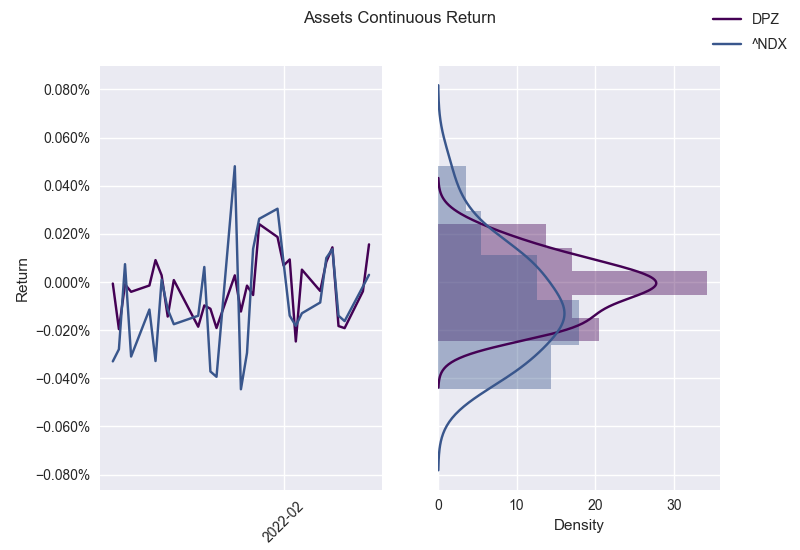 Assets Continuous Return
DPZ
^NDX
Return
0.080%
0.060%
0.040%
0.020%
0.000%
−0.020%
−0.040%
−0.060%
−0.080%
2022-02
0
10
20
30
Density